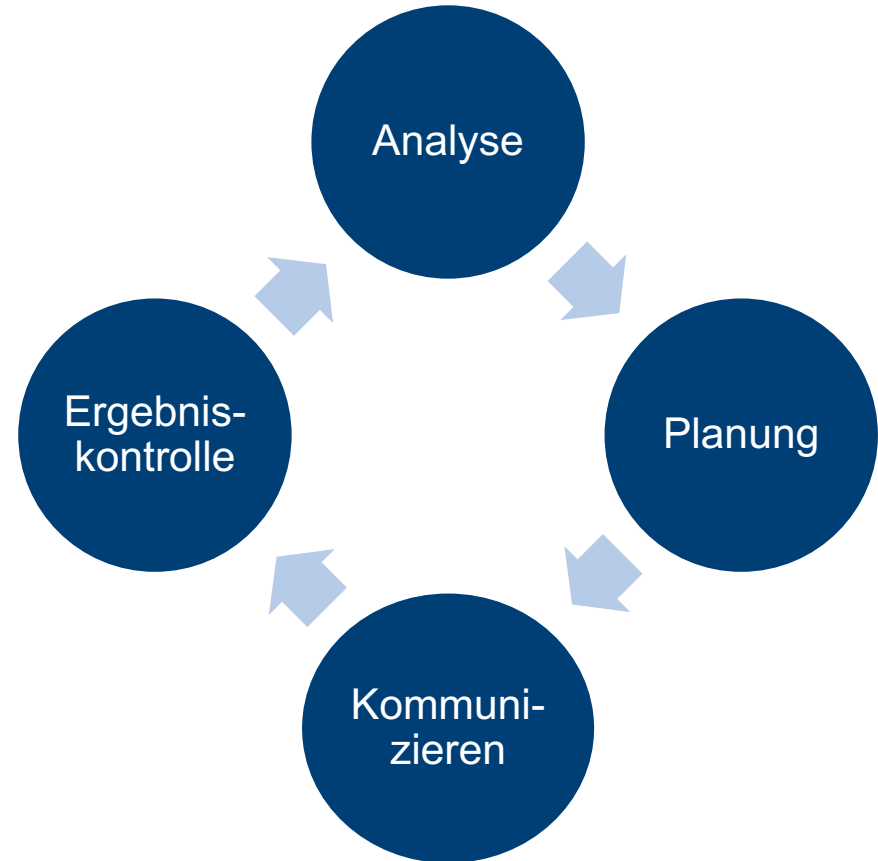 Analyse
Planung
Kommuni-
zieren
Ergebnis-
kontrolle